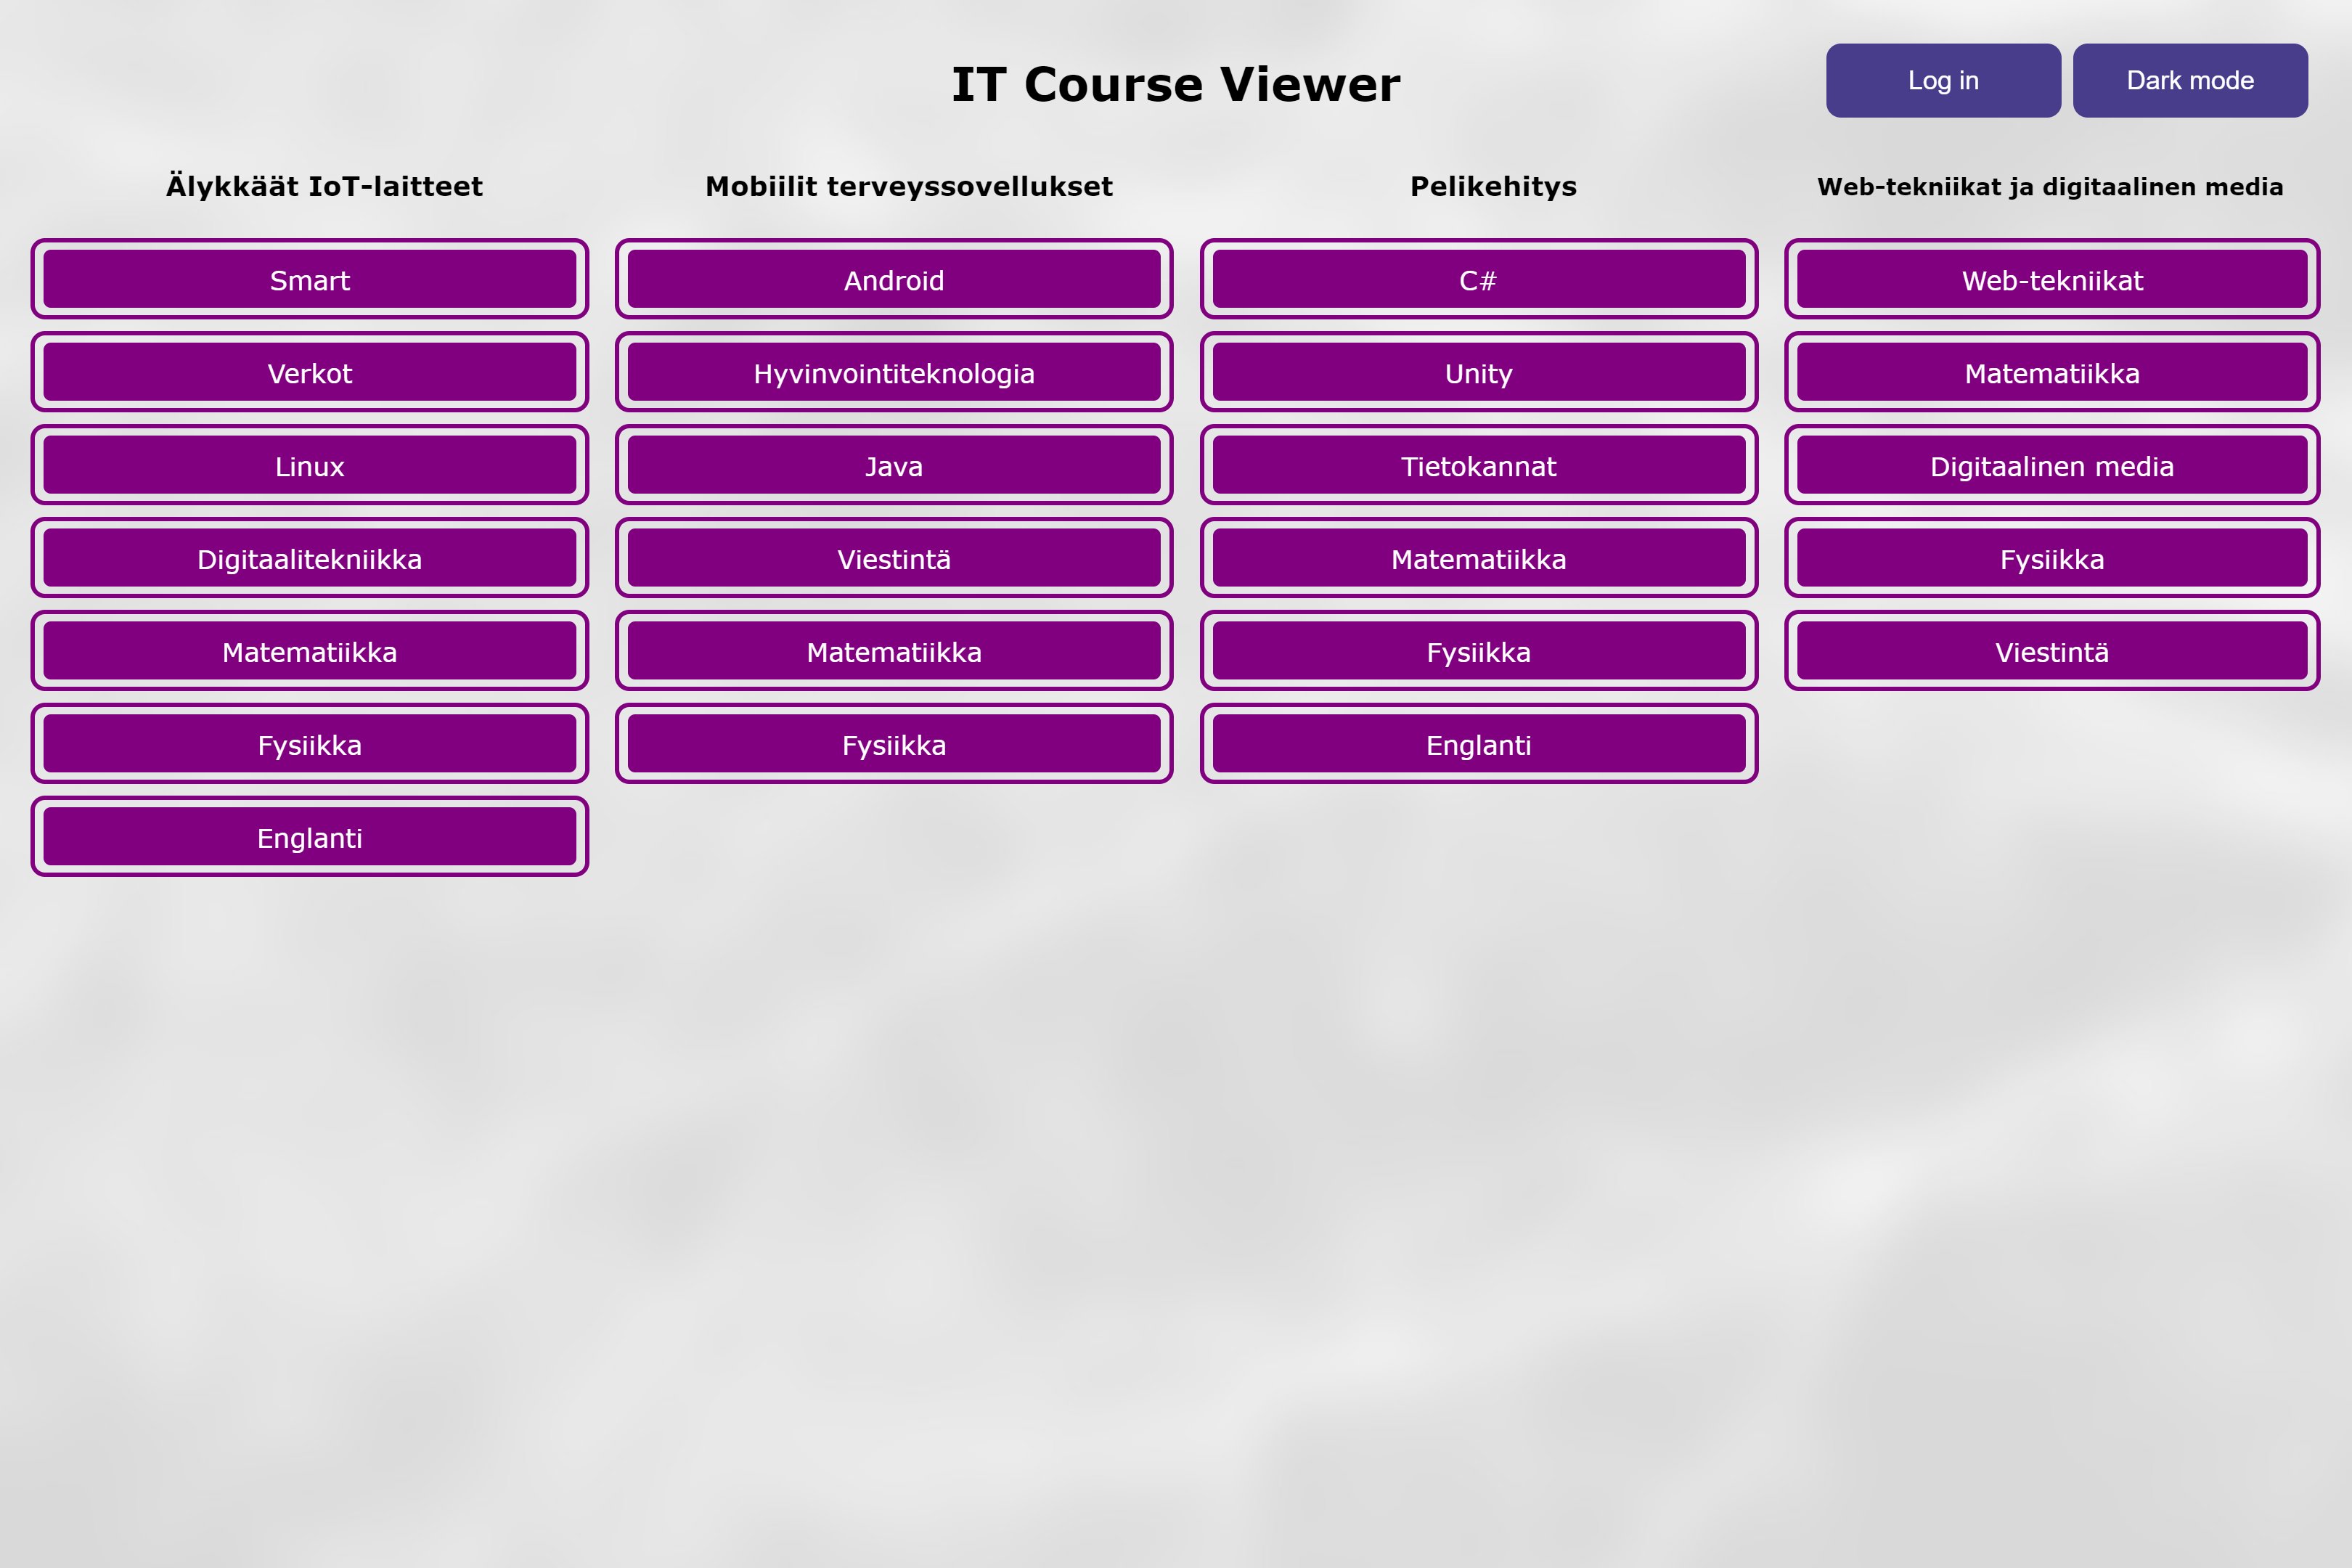 IT Course Viewer
Log in
Dark mode
Älykkäät IoT-laitteet
Smart
Verkot
Linux
Digitaalitekniikka
Matematiikka
Fysiikka
Englanti
Mobiilit terveyssovellukset
Android
Hyvinvointiteknologia
Java
Viestintä
Matematiikka
Fysiikka
Pelikehitys
C#
Unity
Tietokannat
Matematiikka
Fysiikka
Englanti
Web-tekniikat ja digitaalinen media
Web-tekniikat
Matematiikka
Digitaalinen media
Fysiikka
Viestintä